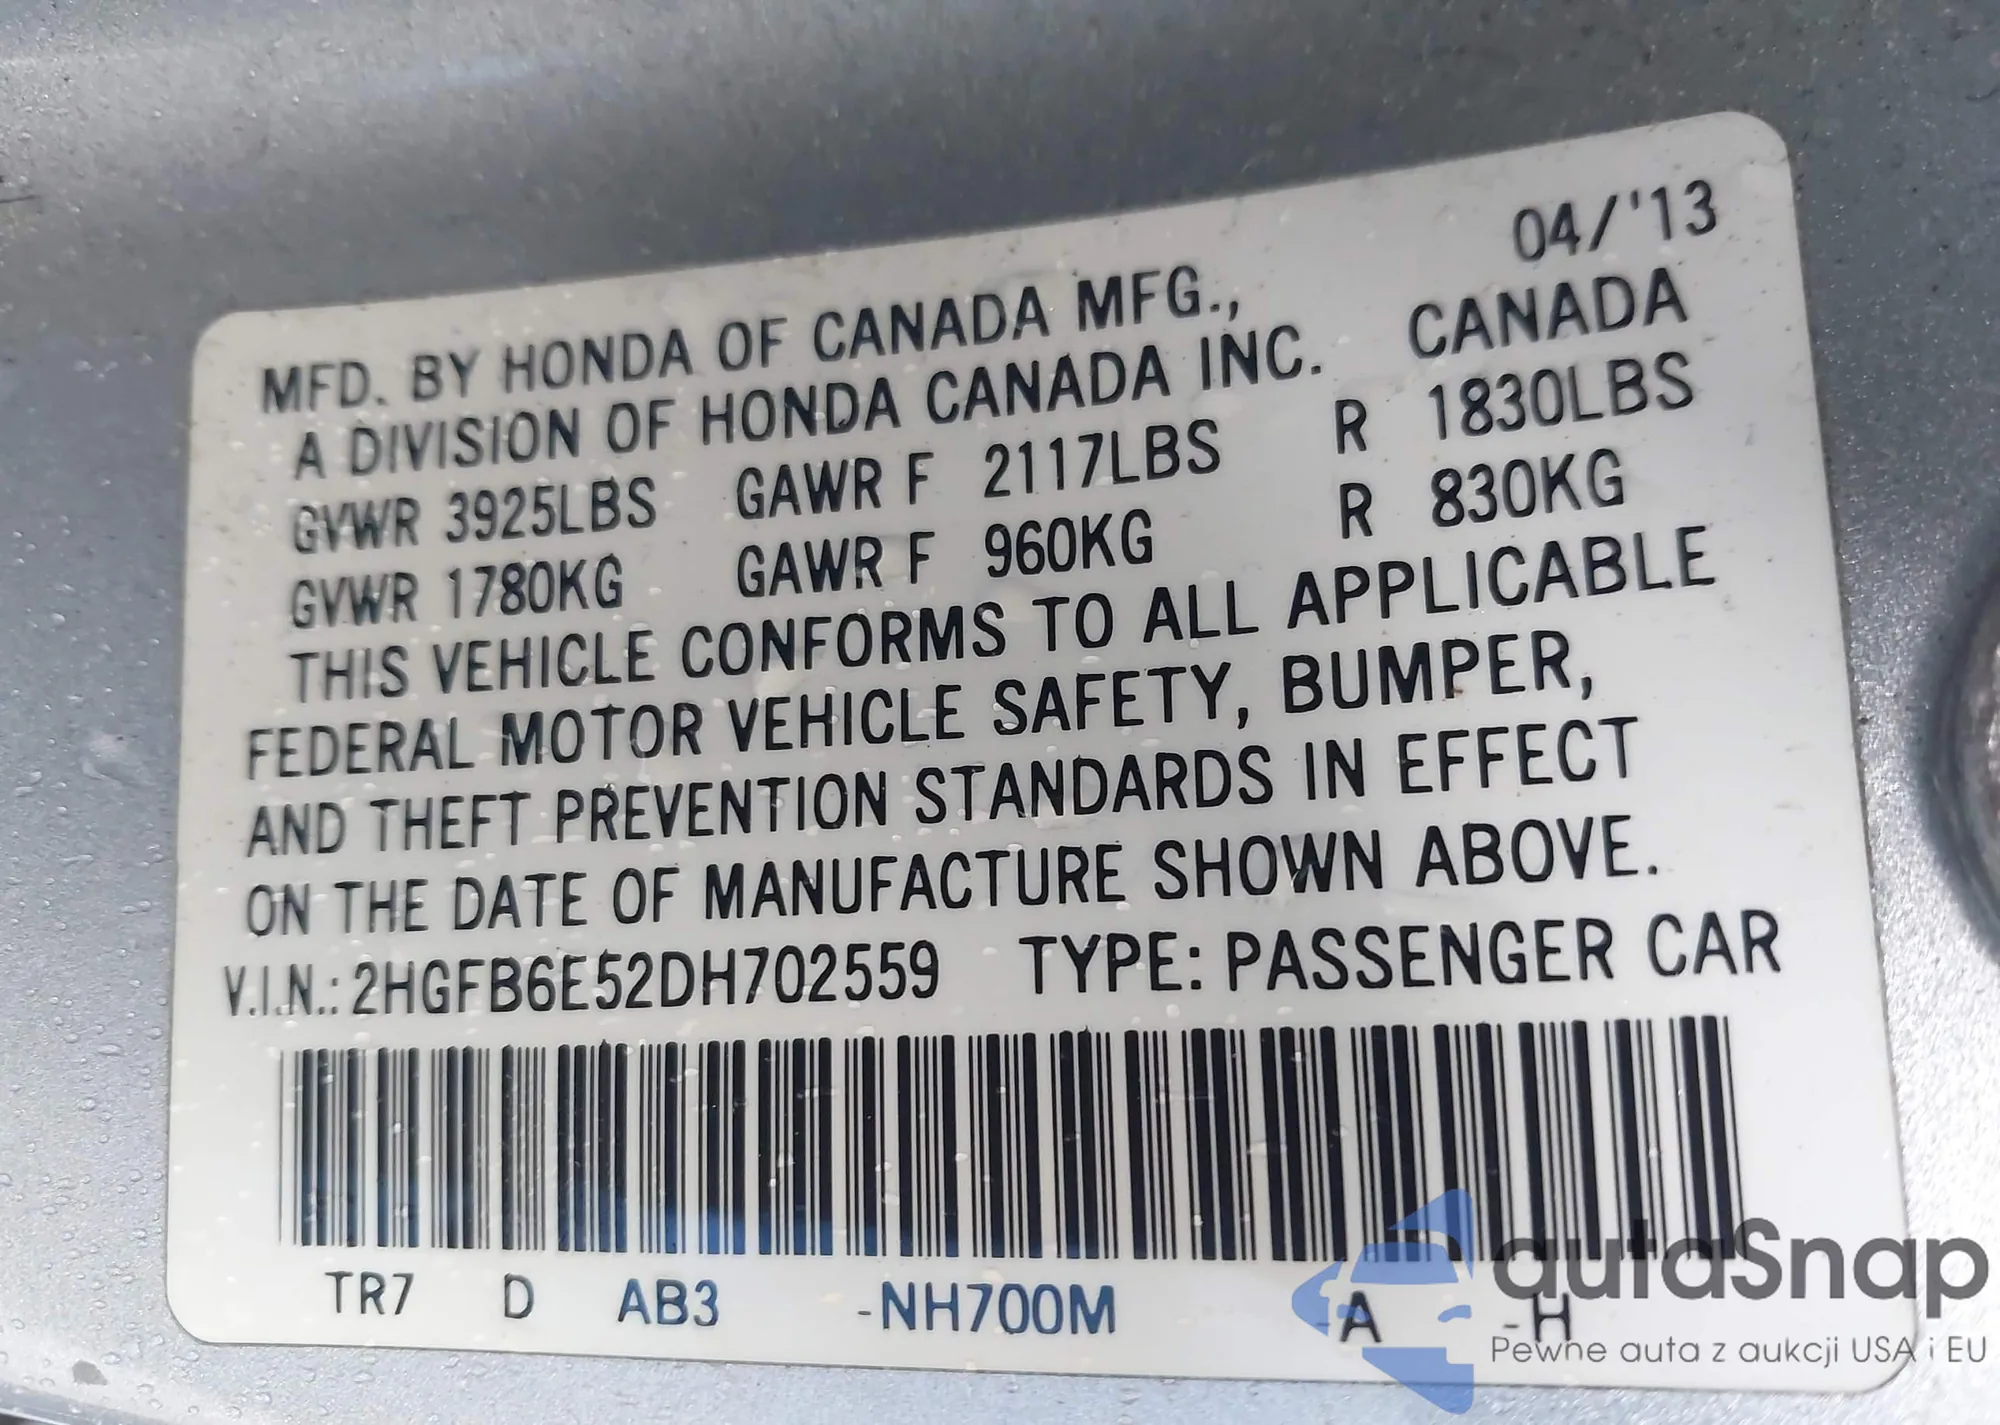 04/'13
MFD. BY HONDA OF CANADA MFG.,
A DIVISION OF HONDA CANADA INC. CANADA
GVWR 3925LBS GAWR F 2117LBS R 1830LBS
GVWR 1780KG GAWR F 960KG R 830KG
THIS VEHICLE CONFORMS TO ALL APPLICABLE
FEDERAL MOTOR VEHICLE SAFETY, BUMPER,
AND THEFT PREVENTION STANDARDS IN EFFECT
ON THE DATE OF MANUFACTURE SHOWN ABOVE.
V.I.N.: 2HGFB6E52DH702559 TYPE: PASSENGER CAR
TR7 D AB3 -NH700M -A -H
autaSnap
Pewne auta z aukcji USA i EU